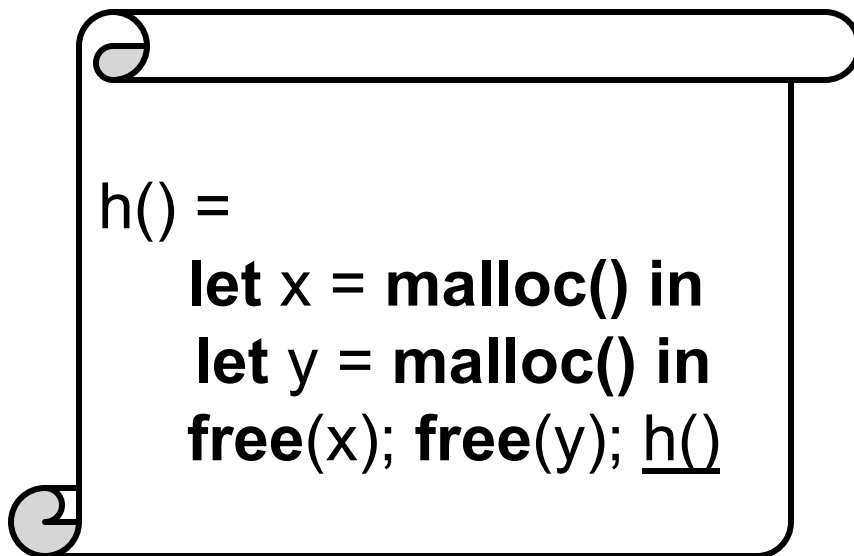 h() =
let x = malloc() in
let y = malloc() in
free(x); free(y); h()